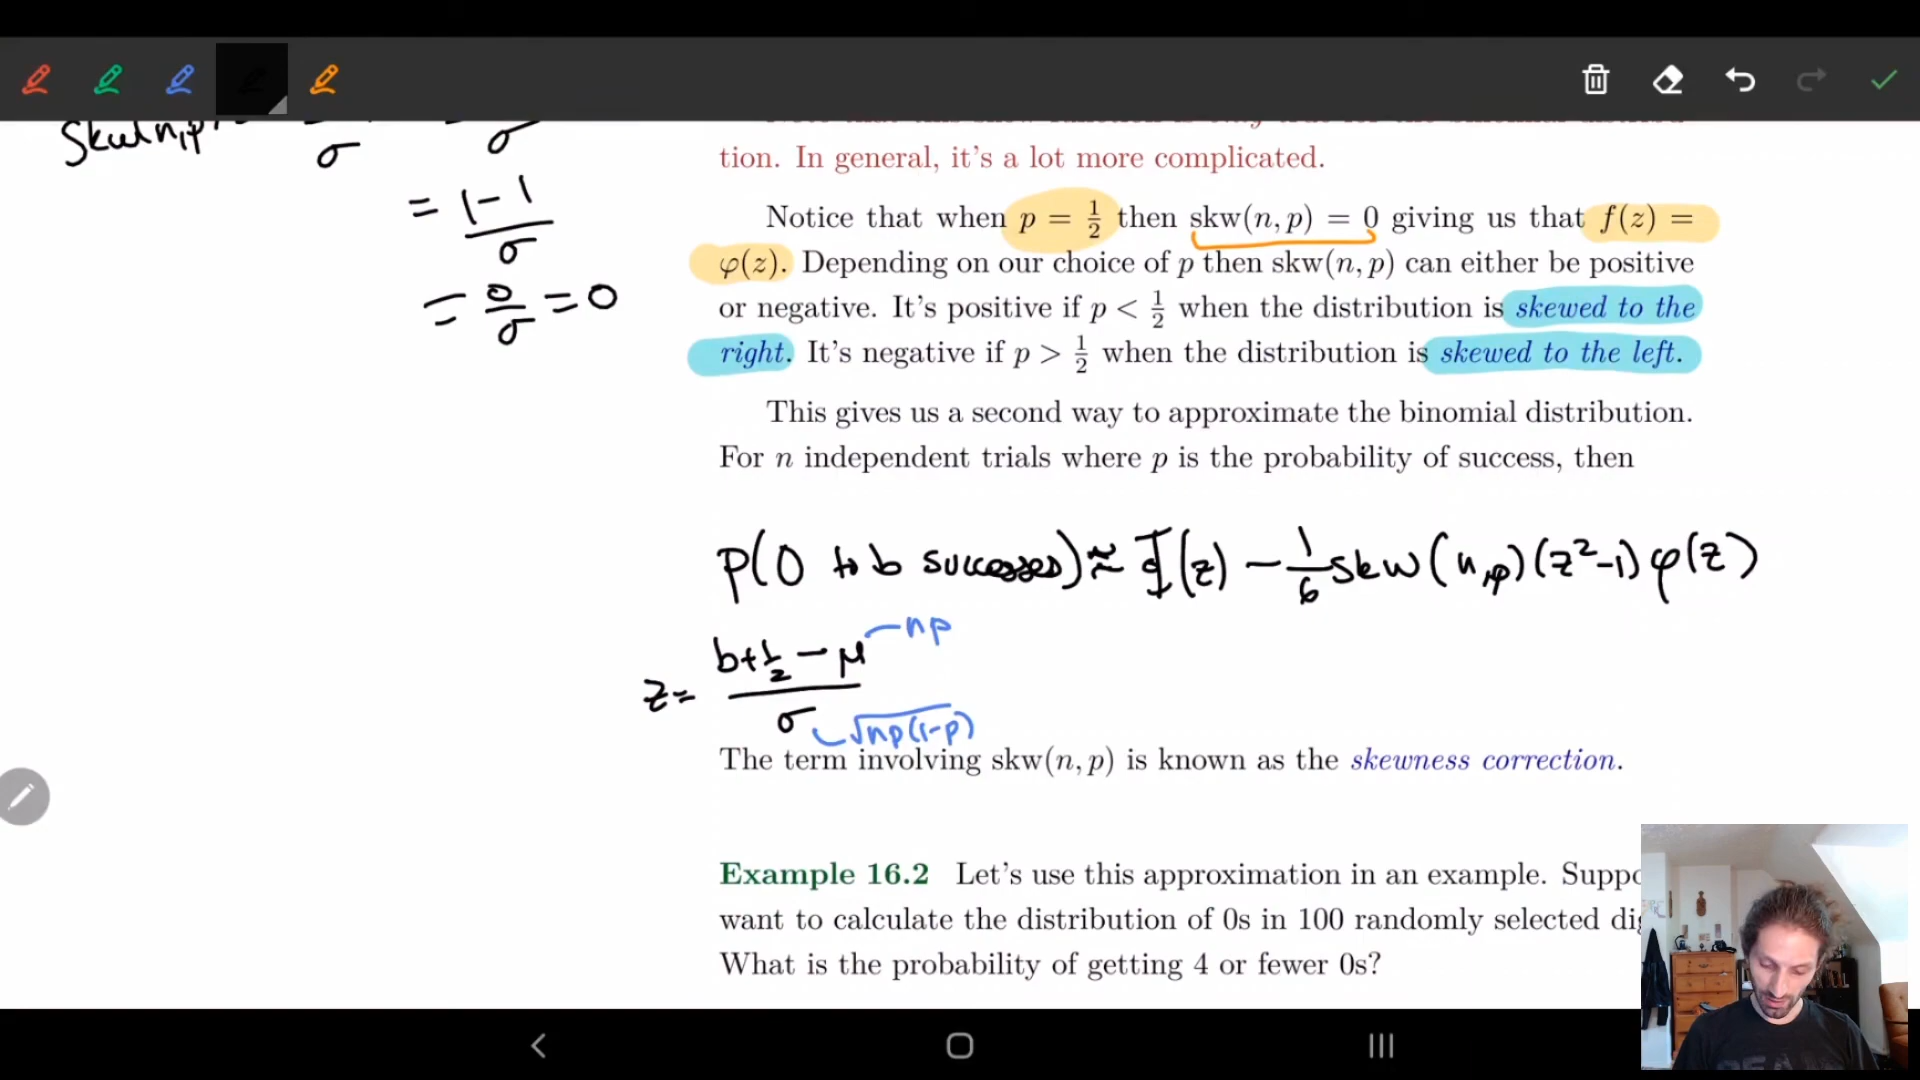 skw(n,p)
σ σ
= 1-1
σ
= 0/σ = 0
tion. In general, it's a lot more complicated.
Notice that when p = 1/2 then skw(n, p) = 0 giving us that f(z) =
φ(z). Depending on our choice of p then skw(n, p) can either be positive
or negative. It's positive if p < 1/2 when the distribution is skewed to the
right. It's negative if p > 1/2 when the distribution is skewed to the left.
This gives us a second way to approximate the binomial distribution.
For n independent trials where p is the probability of success, then
P(0 to b successes) ≈ Φ(z) - 1/6 skw(n,p)(z²-1)φ(z)
z = (b+1/2 - μ)/σ
np
√np(1-p)
The term involving skw(n, p) is known as the skewness correction.
Example 16.2 Let's use this approximation in an example.
want to calculate the distribution of 0s in 100 randomly selected
What is the probability of getting 4 or fewer 0s?